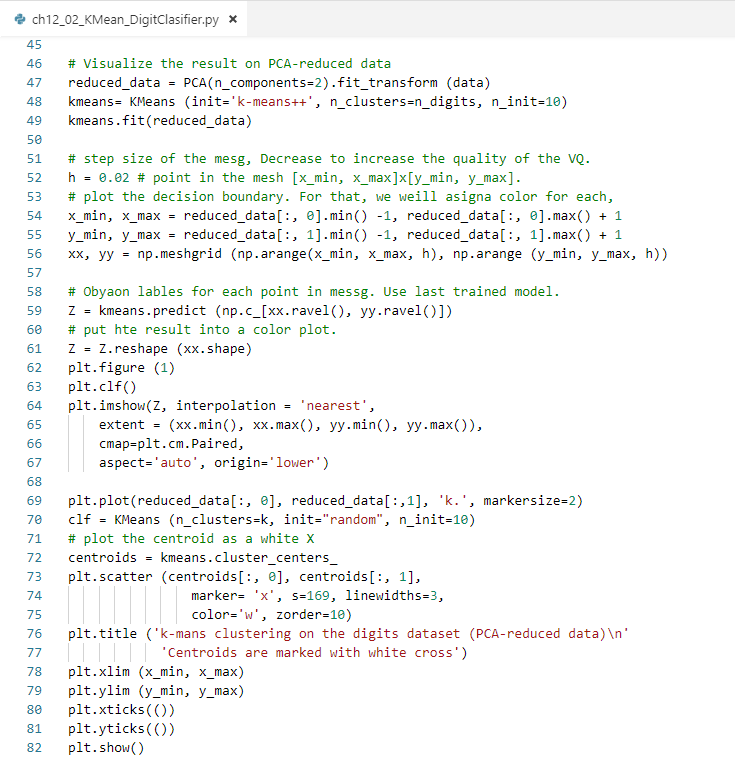 ch12_02_KMean_DigitClasifier.py ×
45
46 # Visualize the result on PCA-reduced data
47 reduced_data = PCA(n_components=2).fit_transform (data)
48 kmeans= KMeans (init='k-means++', n_clusters=n_digits, n_init=10)
49 kmeans.fit(reduced_data)
50
51 # step size of the mesg, Decrease to increase the quality of the VQ.
52 h = 0.02 # point in the mesh [x_min, x_max]x[y_min, y_max].
53 # plot the decision boundary. For that, we weill asigna color for each,
54 x_min, x_max = reduced_data[:, 0].min() -1, reduced_data[:, 0].max() + 1
55 y_min, y_max = reduced_data[:, 1].min() -1, reduced_data[:, 1].max() + 1
56 xx, yy = np.meshgrid (np.arange(x_min, x_max, h), np.arange (y_min, y_max, h))
57
58 # Obyaon lables for each point in messg. Use last trained model.
59 Z = kmeans.predict (np.c_[xx.ravel(), yy.ravel()])
60 # put hte result into a color plot.
61 Z = Z.reshape (xx.shape)
62 plt.figure (1)
63 plt.clf()
64 plt.imshow(Z, interpolation = 'nearest',
65     extent = (xx.min(), xx.max(), yy.min(), yy.max()),
66     cmap=plt.cm.Paired,
67     aspect='auto', origin='lower')
68
69 plt.plot(reduced_data[:, 0], reduced_data[:,1], 'k.', markersize=2)
70 clf = KMeans (n_clusters=k, init="random", n_init=10)
71 # plot the centroid as a white X
72 centroids = kmeans.cluster_centers_
73 plt.scatter (centroids[:, 0], centroids[:, 1],
74                 marker= 'x', s=169, linewidths=3,
75                 color='w', zorder=10)
76 plt.title ('k-mans clustering on the digits dataset (PCA-reduced data)\n'
77             'Centroids are marked with white cross')
78 plt.xlim (x_min, x_max)
79 plt.ylim (y_min, y_max)
80 plt.xticks(())
81 plt.yticks(())
82 plt.show()